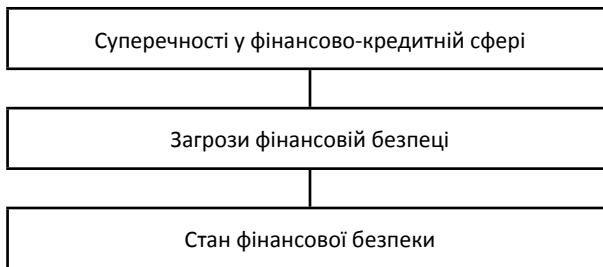 Суперечності у фінансово-кредитній сфері
Загрози фінансовій безпеці
Стан фінансової безпеки